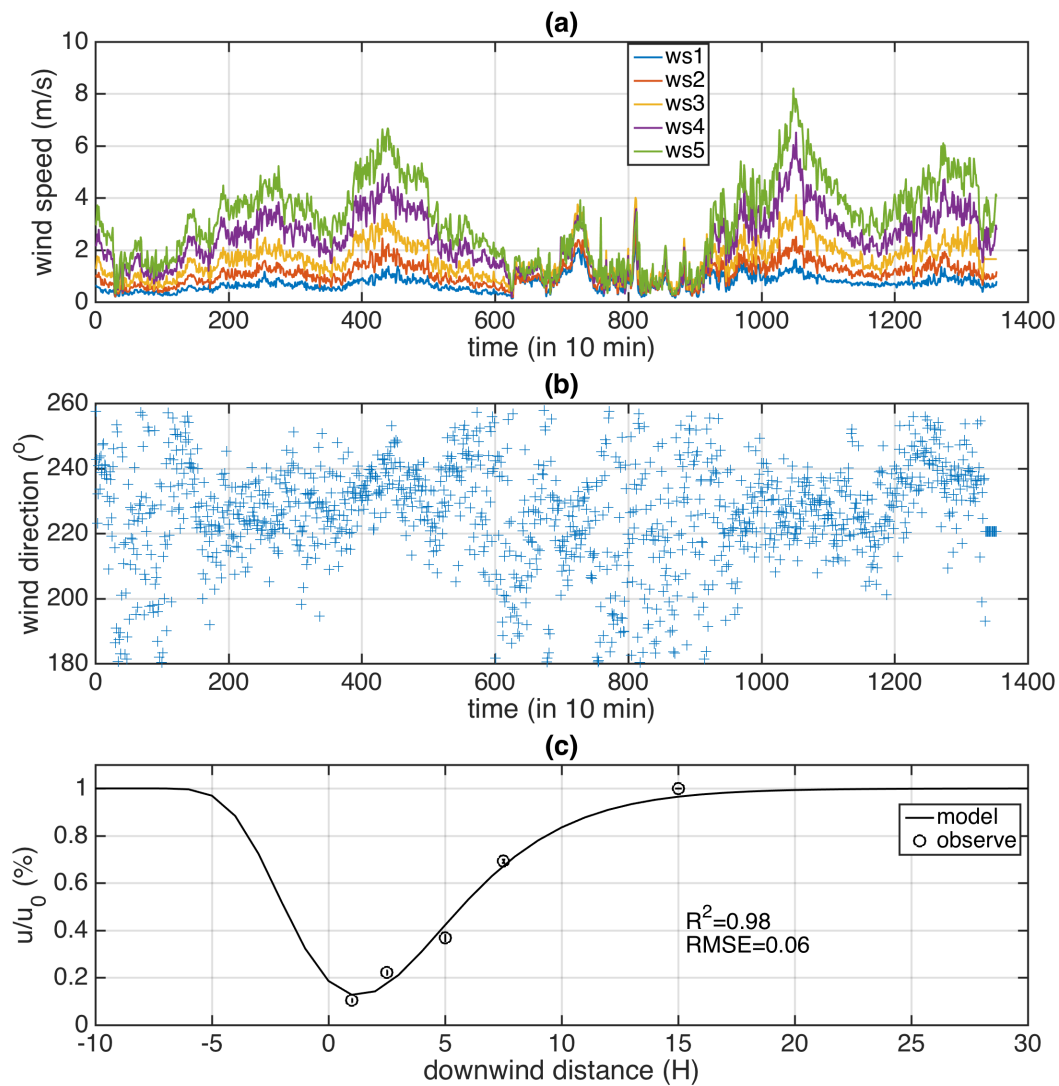 (a)
wind speed (m/s)
10
8
6
4
2
0
ws1
ws2
ws3
ws4
ws5
0 200 400 600 800 1000 1200 1400
time (in 10 min)
(b)
wind direction (°)
260
240
220
200
180
0 200 400 600 800 1000 1200 1400
time (in 10 min)
(c)
u/u₀ (%)
1
0.8
0.6
0.4
0.2
0
model
observe
R²=0.98
RMSE=0.06
-10 -5 0 5 10 15 20 25 30
downwind distance (H)